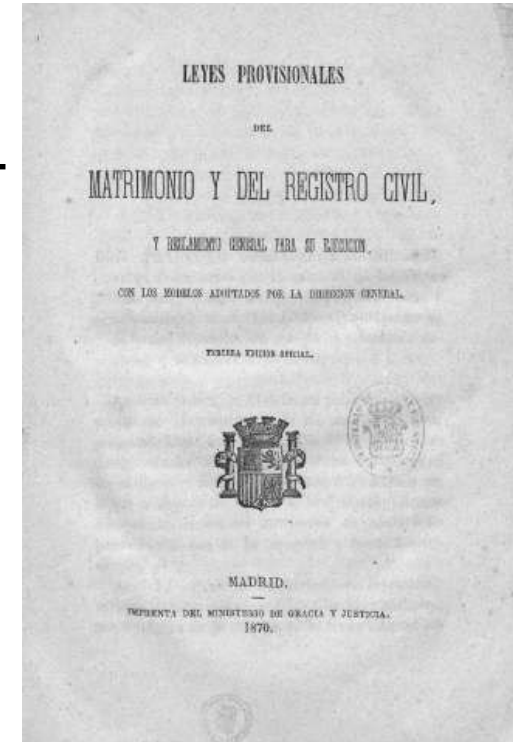 LEYES PROVISIONALES
DEL
MATRIMONIO Y DEL REGISTRO CIVIL,
Y REGLAMENTO GENERAL PARA SU EJECUCION
CON LOS MODELOS ADOPTADOS POR LA DIRECCION GENERAL.
TERCERA EDICION OFICIAL.
MADRID.
IMPRENTA DEL MINISTERIO DE GRACIA Y JUSTICIA.
1870.